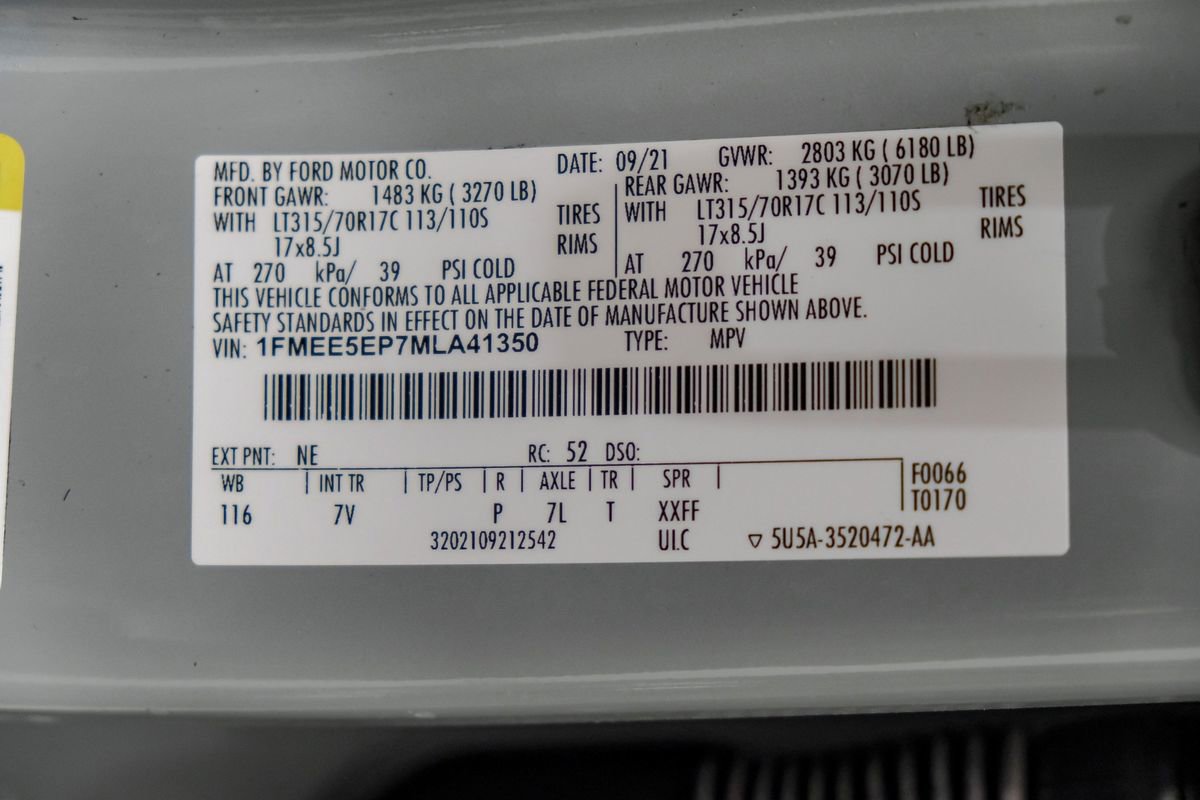 MFD. BY FORD MOTOR CO. DATE: 09/21 GVWR: 2803 KG ( 6180 LB)
FRONT GAWR: 1483 KG ( 3270 LB) REAR GAWR: 1393 KG ( 3070 LB)
WITH LT315/70R17C 113/110S TIRES WITH LT315/70R17C 113/110S TIRES
17x8.5J RIMS 17x8.5J RIMS
AT 270 kPa/ 39 PSI COLD AT 270 kPa/ 39 PSI COLD
THIS VEHICLE CONFORMS TO ALL APPLICABLE FEDERAL MOTOR VEHICLE
SAFETY STANDARDS IN EFFECT ON THE DATE OF MANUFACTURE SHOWN ABOVE.
VIN: 1FMEE5EP7MLA41350 TYPE: MPV
EXT PNT: NE RC: 52 DSO:
WB INT TR TP/PS R AXLE TR SPR F0066
116 7V P 7L T XXFF T0170
3202109212542 UI.C ▽ 5U5A-3520472-AA